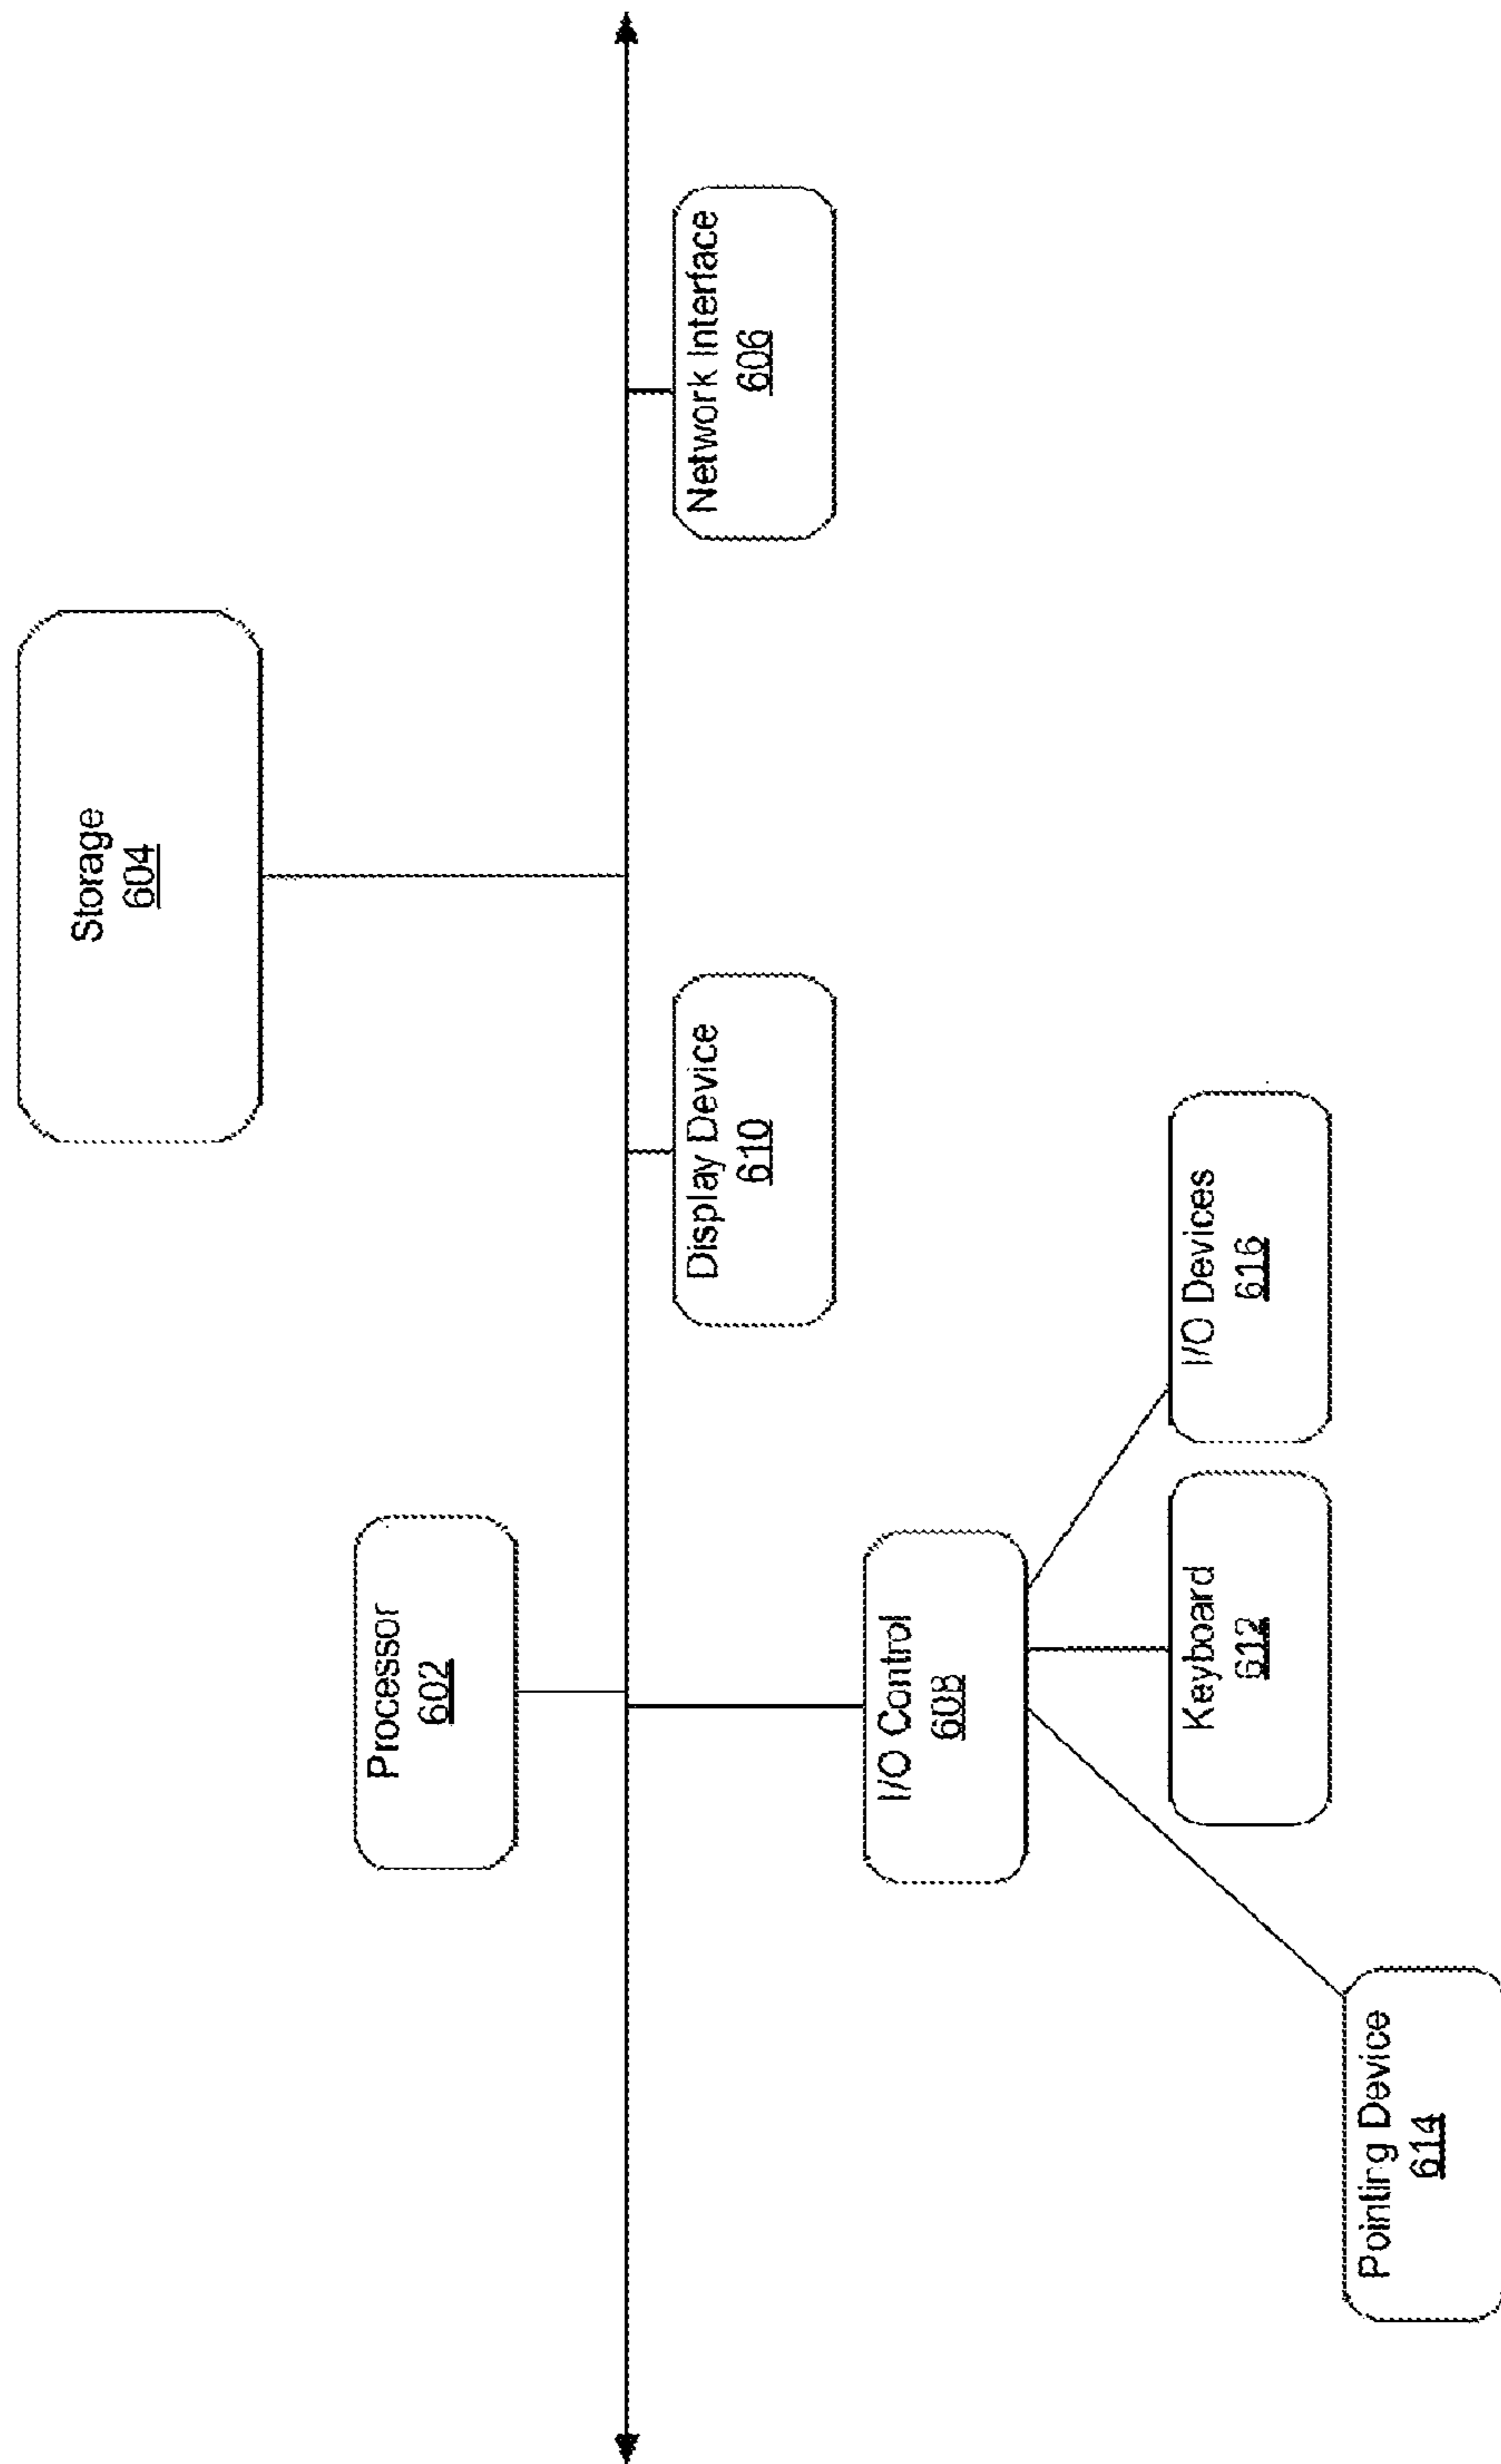 Storage
604
Processor
602
Display Device
610
Network Interface
606
I/O Control
608
I/O Devices
616
Keyboard
612
Pointing Device
614